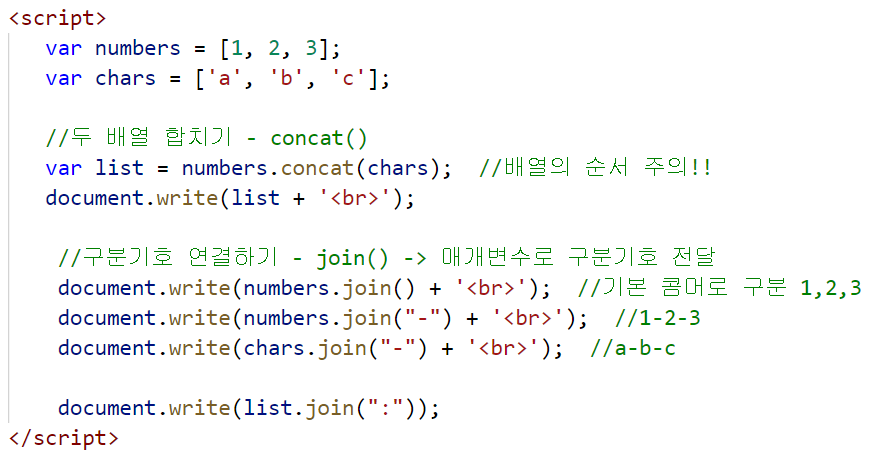 <script>
var numbers = [1, 2, 3];
var chars = ['a', 'b', 'c'];
//두 배열 합치기 - concat()
var list = numbers.concat(chars);  //배열의 순서 주의!!
document.write(list + '<br>');
//구분기호 연결하기 - join() -> 매개변수로 구분기호 전달
document.write(numbers.join() + '<br>');  //기본 콤머로 구분 1,2,3
document.write(numbers.join("-") + '<br>');  //1-2-3
document.write(chars.join("-") + '<br>');  //a-b-c
document.write(list.join(":"));
</script>